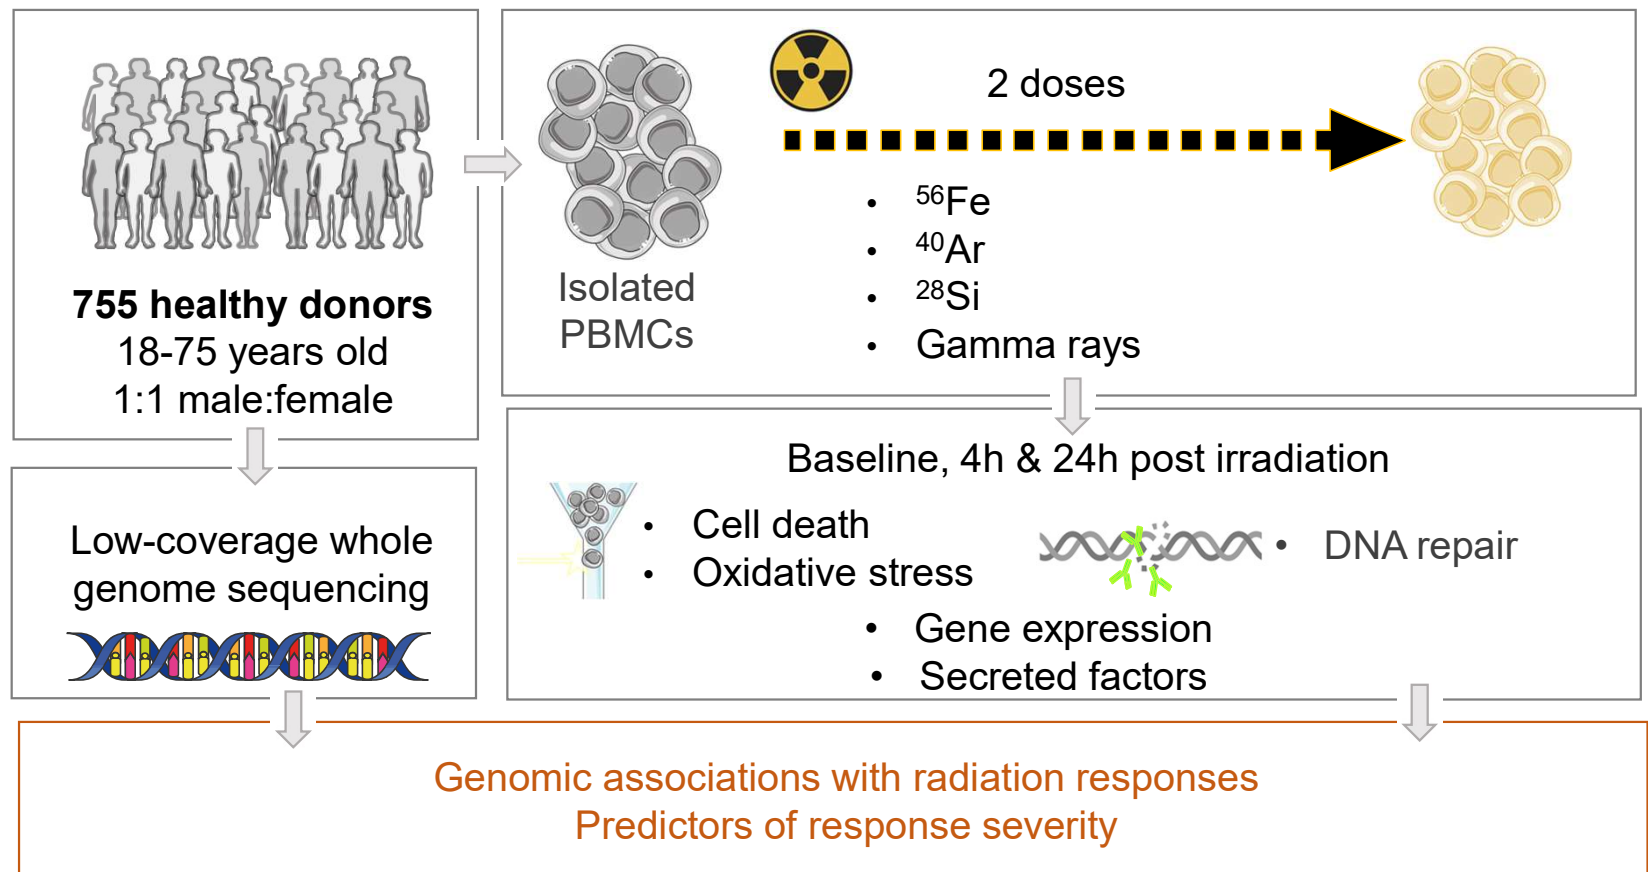 755 healthy donors
18-75 years old
1:1 male:female
Isolated
PBMCs
2 doses
• ⁵⁶Fe
• ⁴⁰Ar
• ²⁸Si
• Gamma rays
Low-coverage whole
genome sequencing
Baseline, 4h & 24h post irradiation
• Cell death
• Oxidative stress
• DNA repair
• Gene expression
• Secreted factors
Genomic associations with radiation responses
Predictors of response severity